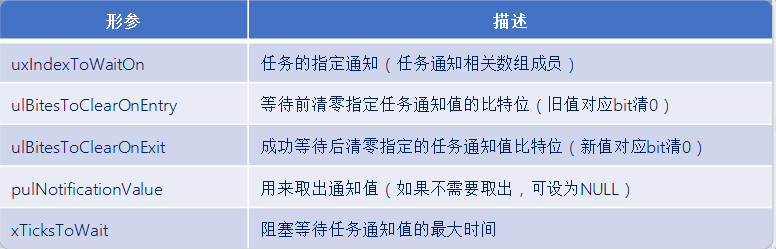 形参 描述
uxIndexToWaitOn 任务的指定通知（任务通知相关数组成员）
ulBitesToClearOnEntry 等待前清零指定任务通知值的比特位（旧值对应bit清0）
ulBitesToClearOnExit 成功等待后清零指定的任务通知值比特位（新值对应bit清0）
pulNotificationValue 用来取出通知值（如果不需要取出，可设为NULL）
xTicksToWait 阻塞等待任务通知值的最大时间